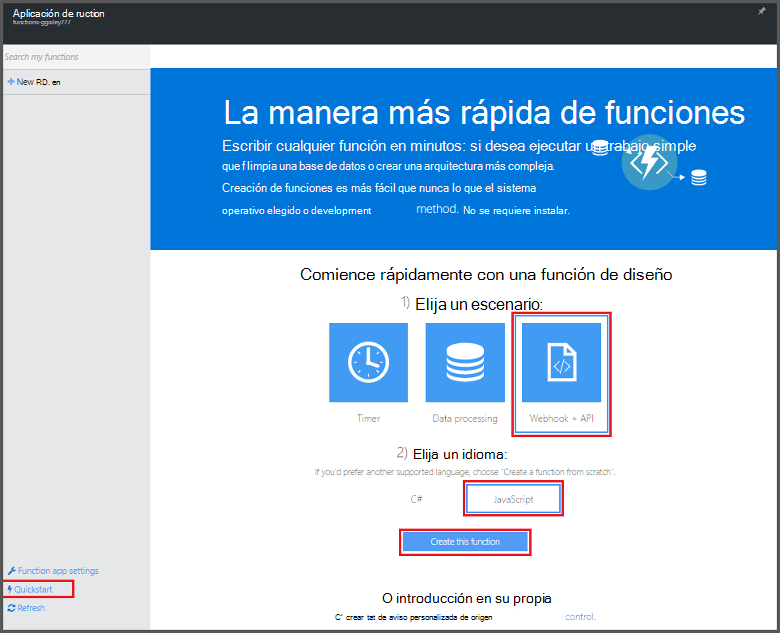 Aplicación de ruction
functions-ggailey777
Search my functions
New RD. en
La manera más rápida de funciones
Escribir cualquier función en minutos: si desea ejecutar un trabajo simple
que f limpia una base de datos o crear una arquitectura más compleja.
Creación de funciones es más fácil que nunca lo que el sistema
operativo elegido o development method. No se requiere instalar.
Comience rápidamente con una función de diseño
1) Elija un escenario:
Timer Data processing Webhook + API
2) Elija un idioma:
If you'd prefer another supported language, choose "Create a function from scratch".
C# JavaScript
Create this function
Function app settings
Quickstart
Refresh
O introducción en su propia
C' crear tat de aviso personalizada de origen control.